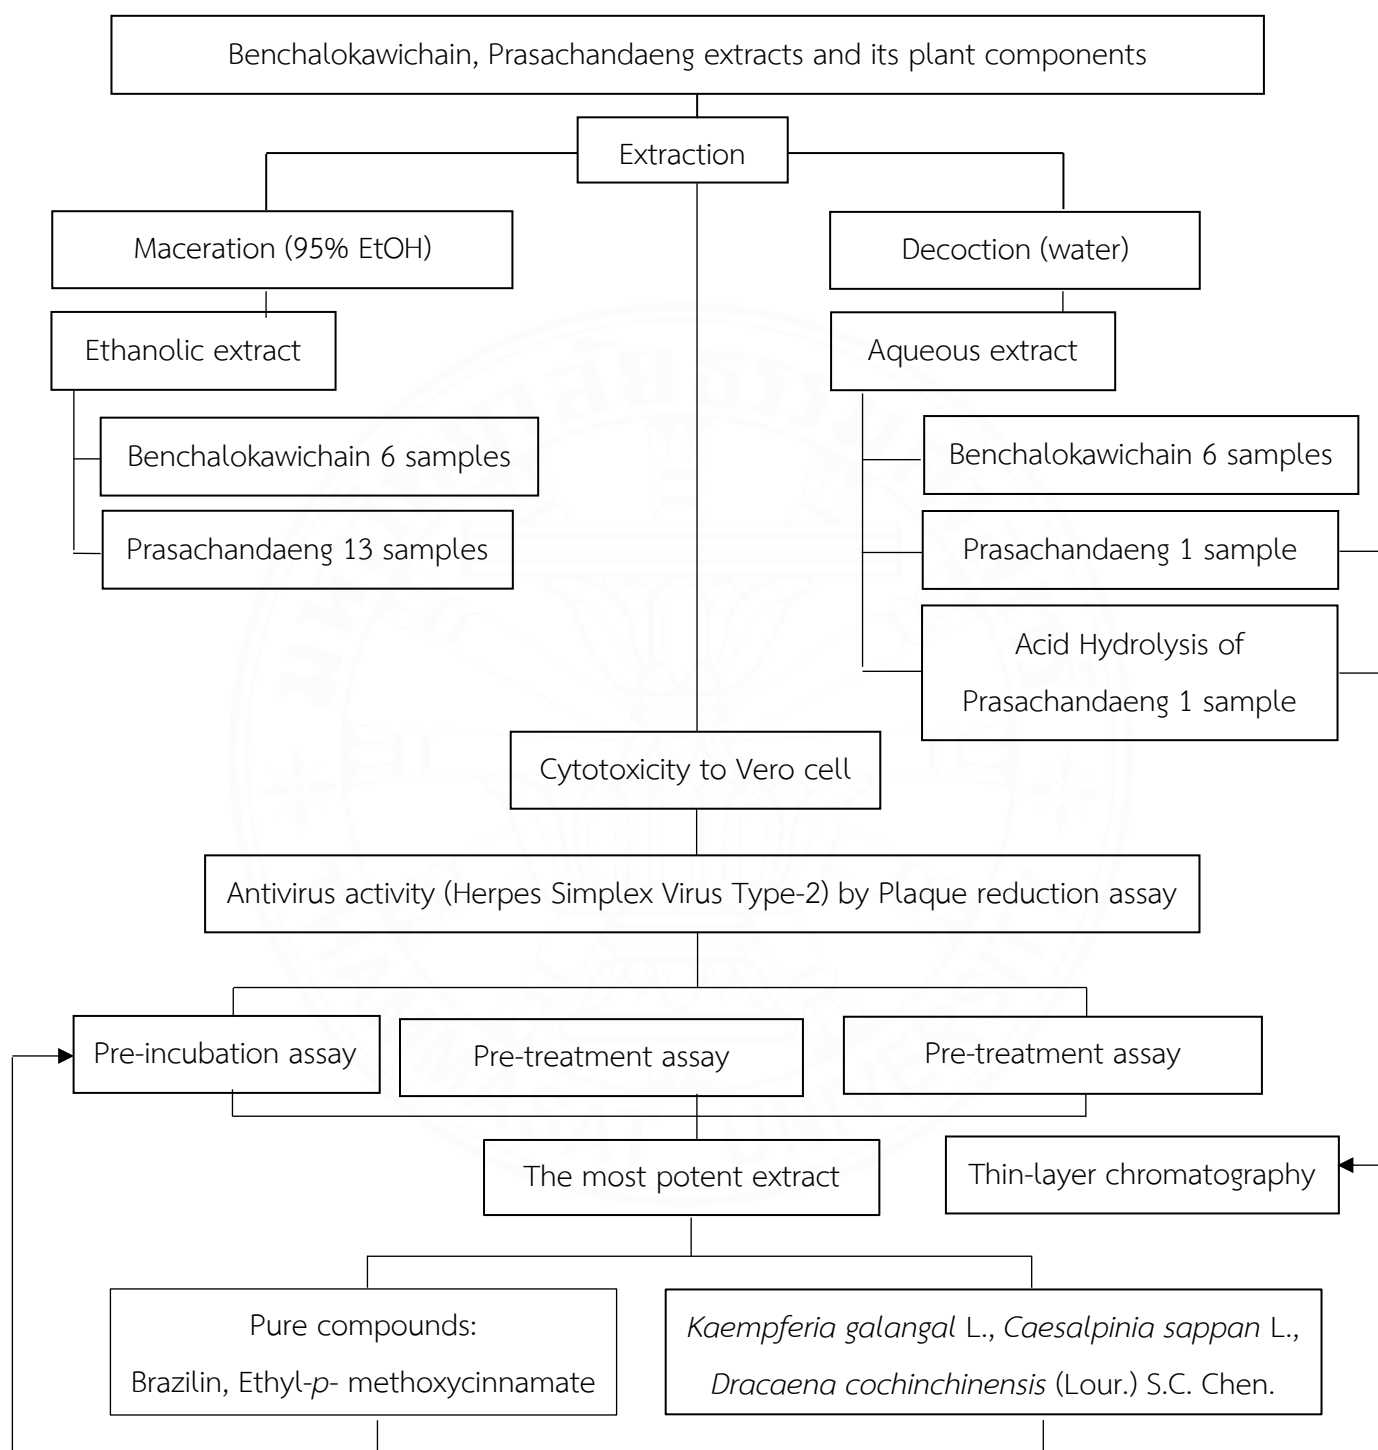 Benchalokawichain, Prasachandaeng extracts and its plant components
Extraction
Maceration (95% EtOH)
Decoction (water)
Ethanolic extract
Aqueous extract
Benchalokawichain 6 samples
Benchalokawichain 6 samples
Prasachandaeng 13 samples
Prasachandaeng 1 sample
Acid Hydrolysis of
Prasachandaeng 1 sample
Cytotoxicity to Vero cell
Antivirus activity (Herpes Simplex Virus Type-2) by Plaque reduction assay
Pre-incubation assay
Pre-treatment assay
Pre-treatment assay
The most potent extract
Thin-layer chromatography
Pure compounds:
Brazilin, Ethyl-p- methoxycinnamate
Kaempferia galangal L., Caesalpinia sappan L.,
Dracaena cochinchinensis (Lour.) S.C. Chen.